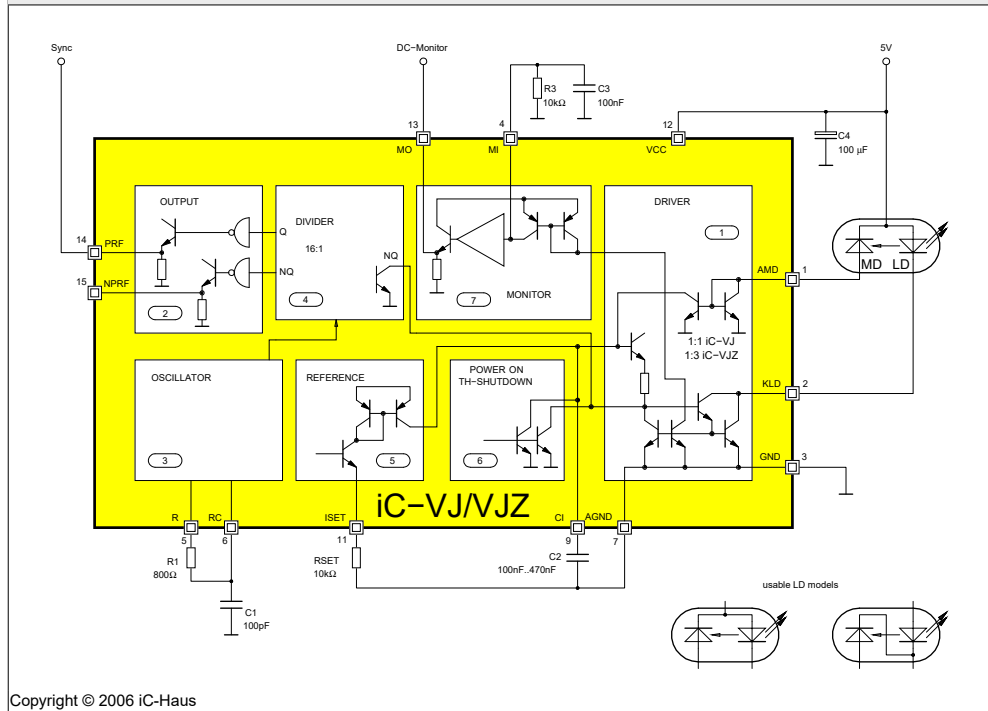 Sync
DC−Monitor
5V
R3
10kΩ
C3
100nF
13
4
12
MO
MI
VCC
C4
100 µF
OUTPUT
DIVIDER
16:1
DRIVER
1
Q
NQ
NQ
14
PRF
15
NPRF
2
4
7
MONITOR
AMD
1
MD
LD
1:1 iC−VJ
1:3 iC−VJZ
OSCILLATOR
REFERENCE
POWER ON
TH−SHUTDOWN
KLD
2
3
5
6
GND
3
iC−VJ/VJZ
R
RC
ISET
CI
AGND
5
6
11
9
7
R1
800Ω
RSET
10kΩ
C2
100nF..470nF
C1
100pF
usable LD models
Copyright © 2006 iC-Haus